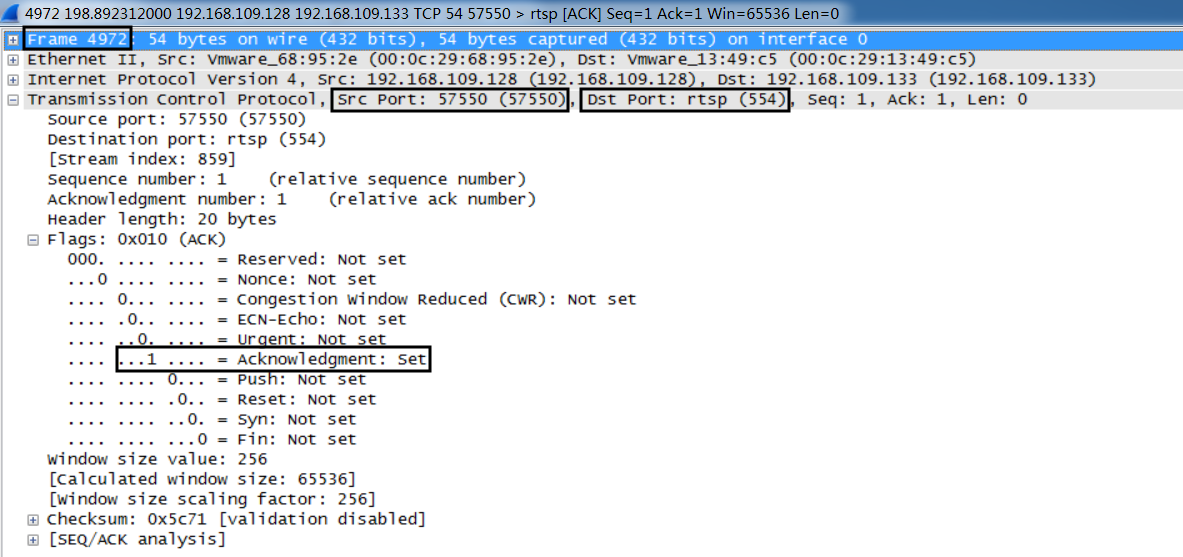 4972 198.892312000 192.168.109.128 192.168.109.133 TCP 54 57550 > rtsp [ACK] Seq=1 Ack=1 Win=65536 Len=0
Frame 4972: 54 bytes on wire (432 bits), 54 bytes captured (432 bits) on interface 0
Ethernet II, Src: Vmware_68:95:2e (00:0c:29:68:95:2e), Dst: Vmware_13:49:c5 (00:0c:29:13:49:c5)
Internet Protocol Version 4, Src: 192.168.109.128 (192.168.109.128), Dst: 192.168.109.133 (192.168.109.133)
Transmission Control Protocol, Src Port: 57550 (57550), Dst Port: rtsp (554), Seq: 1, Ack: 1, Len: 0
Source port: 57550 (57550)
Destination port: rtsp (554)
[Stream index: 859]
Sequence number: 1    (relative sequence number)
Acknowledgment number: 1    (relative ack number)
Header length: 20 bytes
Flags: 0x010 (ACK)
000. .... .... = Reserved: Not set
...0 .... .... = Nonce: Not set
.... 0... .... = Congestion Window Reduced (CWR): Not set
.... .0.. .... = ECN-Echo: Not set
.... ..0. .... = Urgent: Not set
.... ...1 .... = Acknowledgment: Set
.... .... 0... = Push: Not set
.... .... .0.. = Reset: Not set
.... .... ..0. = Syn: Not set
.... .... ...0 = Fin: Not set
Window size value: 256
[Calculated window size: 65536]
[Window size scaling factor: 256]
Checksum: 0x5c71 [validation disabled]
[SEQ/ACK analysis]